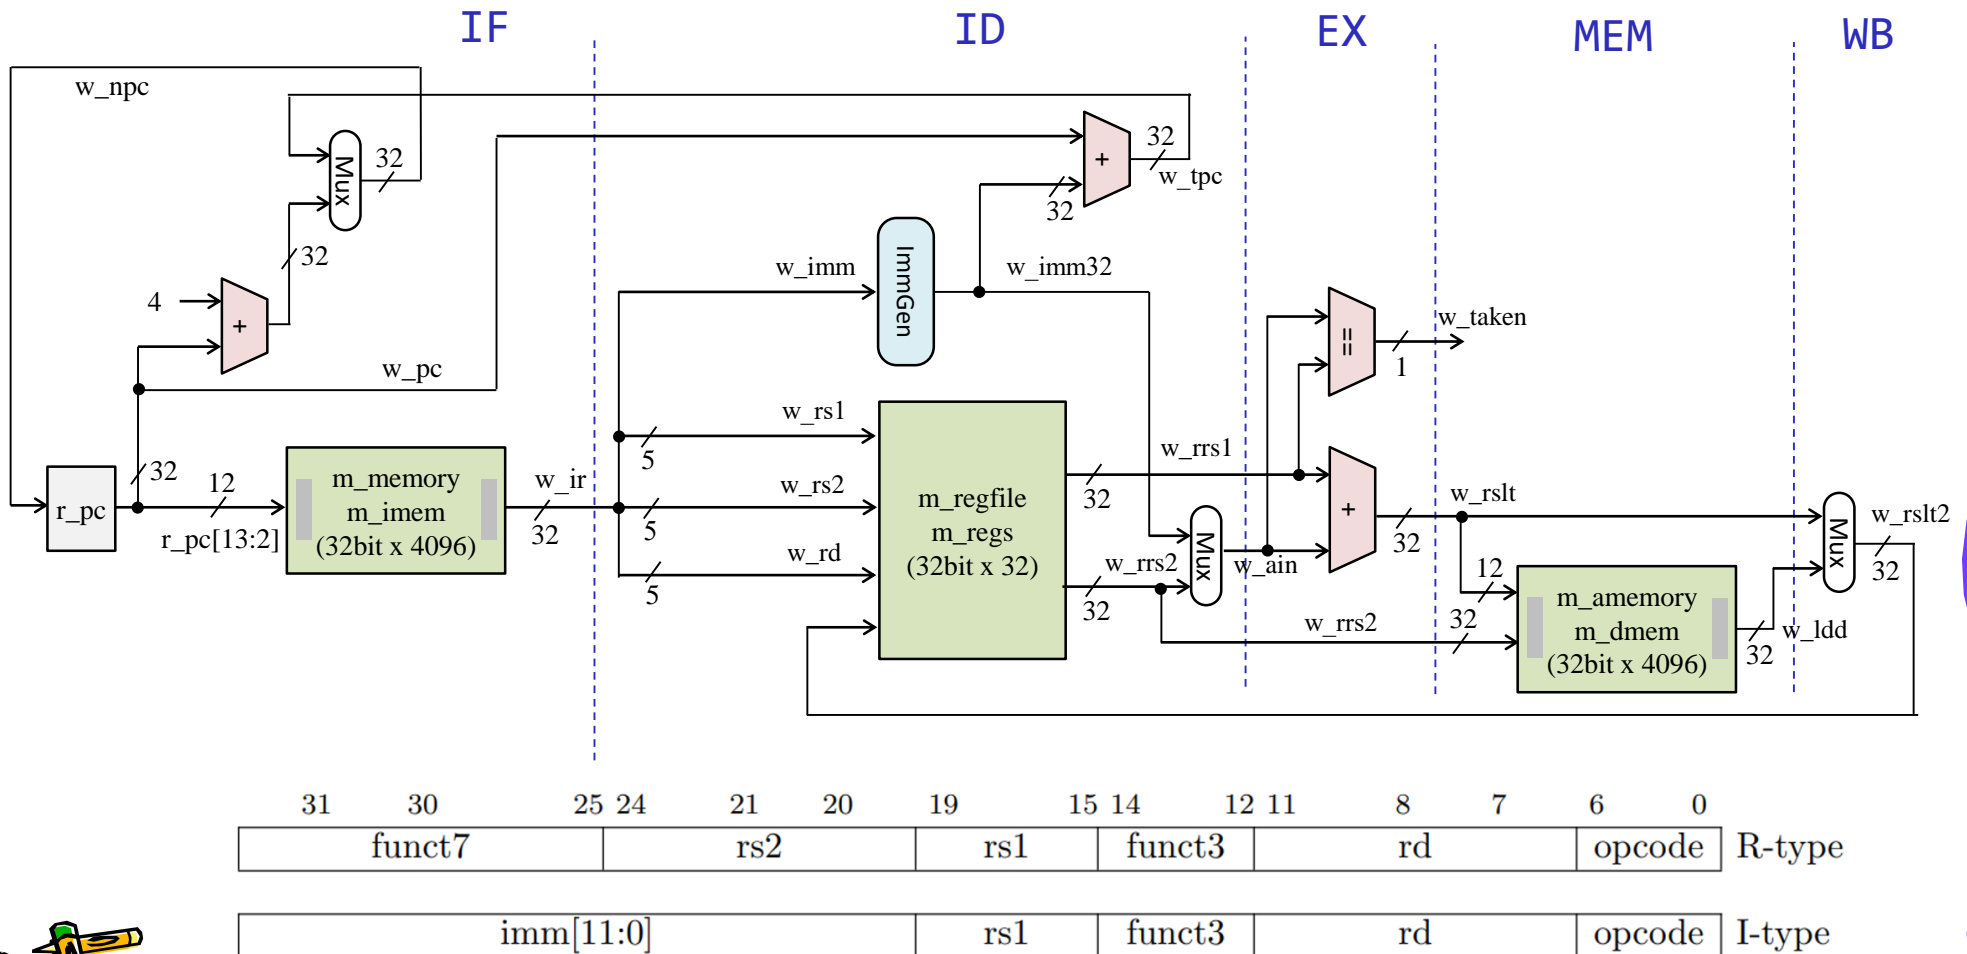 IF ID EX MEM WB
w_npc
Mux
32
32
w_tpc
32
32
4
+
+
w_imm
ImmGen
w_imm32
w_pc
==
w_taken
1
r_pc
32
12
r_pc[13:2]
m_memory
m_imem
(32bit x 4096)
w_ir
32
w_rs1
5
w_rs2
5
w_rd
5
m_regfile
m_regs
(32bit x 32)
w_rrs1
32
w_rrs2
32
Mux
w_ain
+
32
w_rslt
w_rrs2
12
32
m_amemory
m_dmem
(32bit x 4096)
w_ldd
32
Mux
w_rslt2
32
31 30 25 24 21 20 19 15 14 12 11 8 7 6 0
funct7 rs2 rs1 funct3 rd opcode R-type
imm[11:0] rs1 funct3 rd opcode I-type